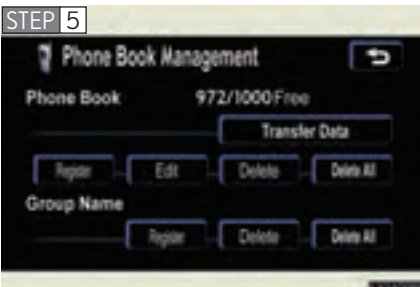 STEP 5
Phone Book Management
Phone Book 972/1000 Free
Transfer Data
Register Edit Delete Delete All
Group Name
Register Delete Delete All